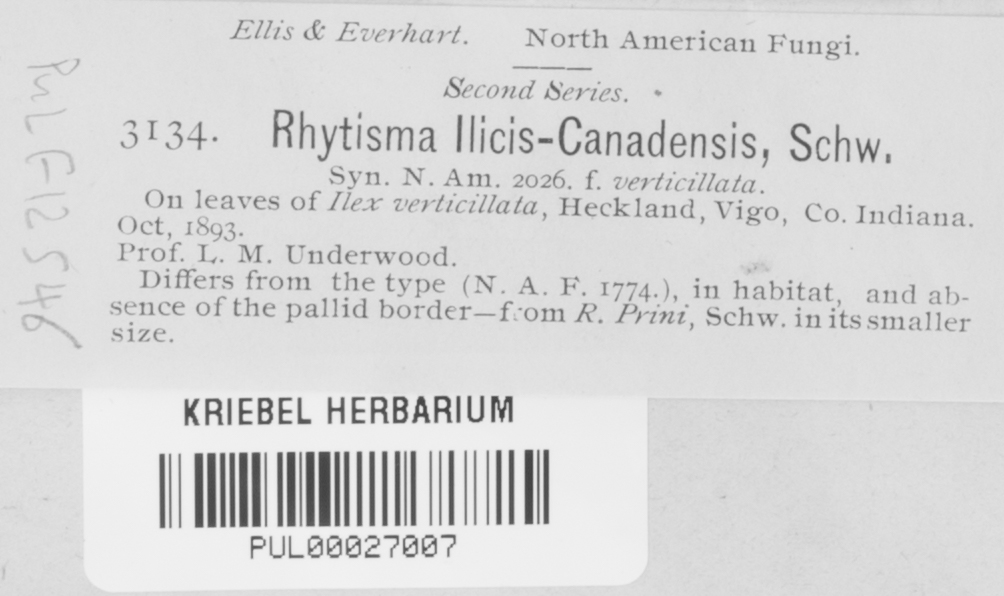 Ellis & Everhart. North American Fungi.
Second Series.
3134. Rhytisma Ilicis-Canadensis, Schw.
Syn. N. Am. 2026. f. verticillata.
On leaves of Ilex verticillata, Heckland, Vigo, Co. Indiana.
Oct, 1893.
Prof. L. M. Underwood.
Differs from the type (N. A. F. 1774.), in habitat, and ab-
sence of the pallid border—from R. Prini, Schw. in its smaller
size.
PUL F12546
KRIEBEL HERBARIUM
PUL00027007